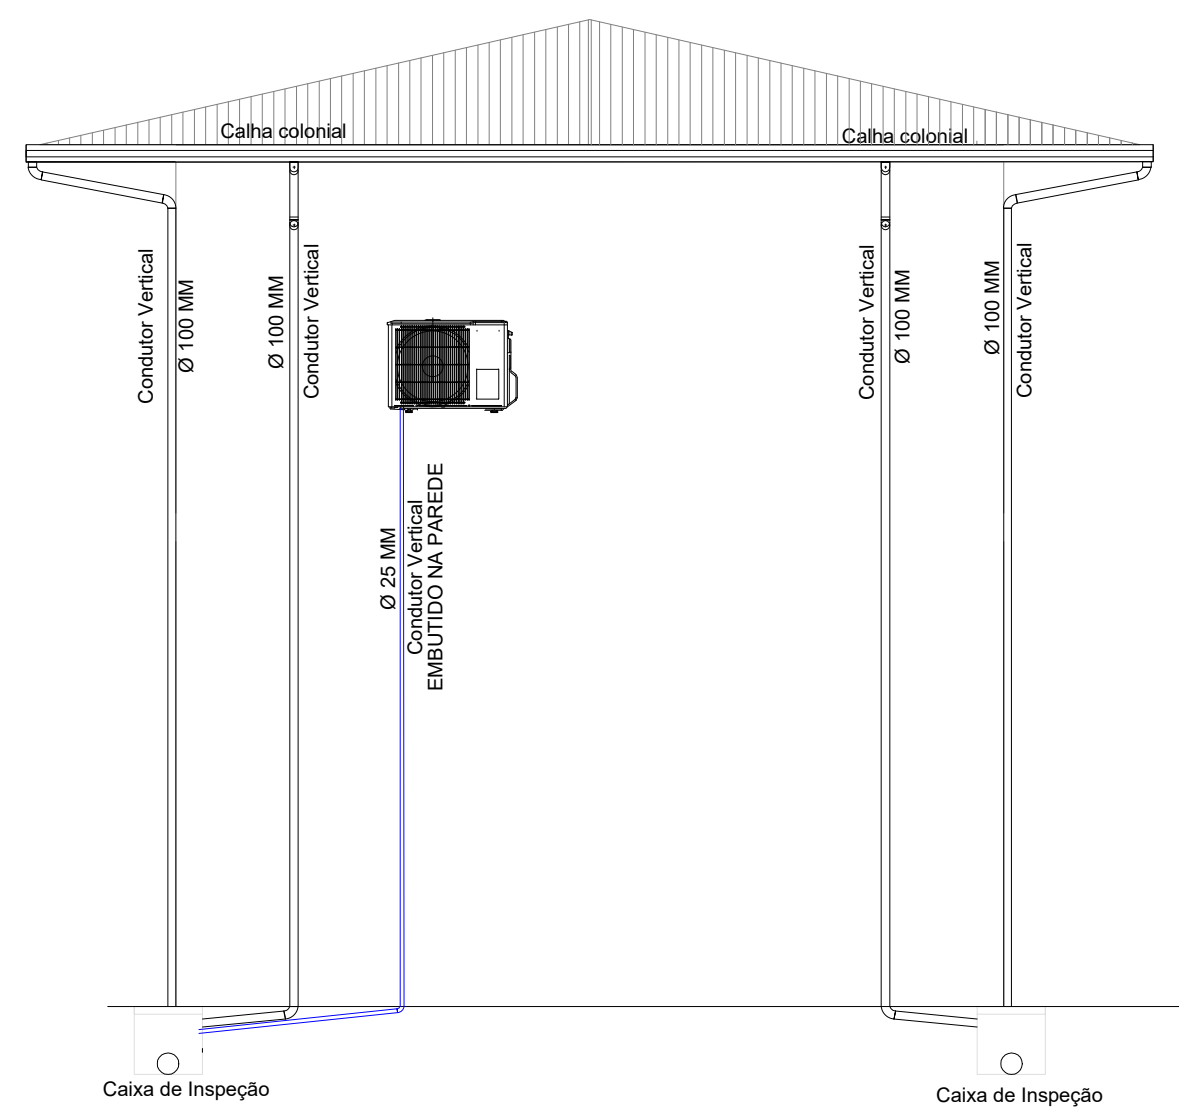 Calha colonial
Calha colonial
Condutor Vertical
Ø 100 MM
Ø 100 MM
Condutor Vertical
Condutor Vertical
Ø 100 MM
Ø 100 MM
Condutor Vertical
Ø 25 MM
Condutor Vertical
EMBUTIDO NA PAREDE
Caixa de Inspeção
Caixa de Inspeção